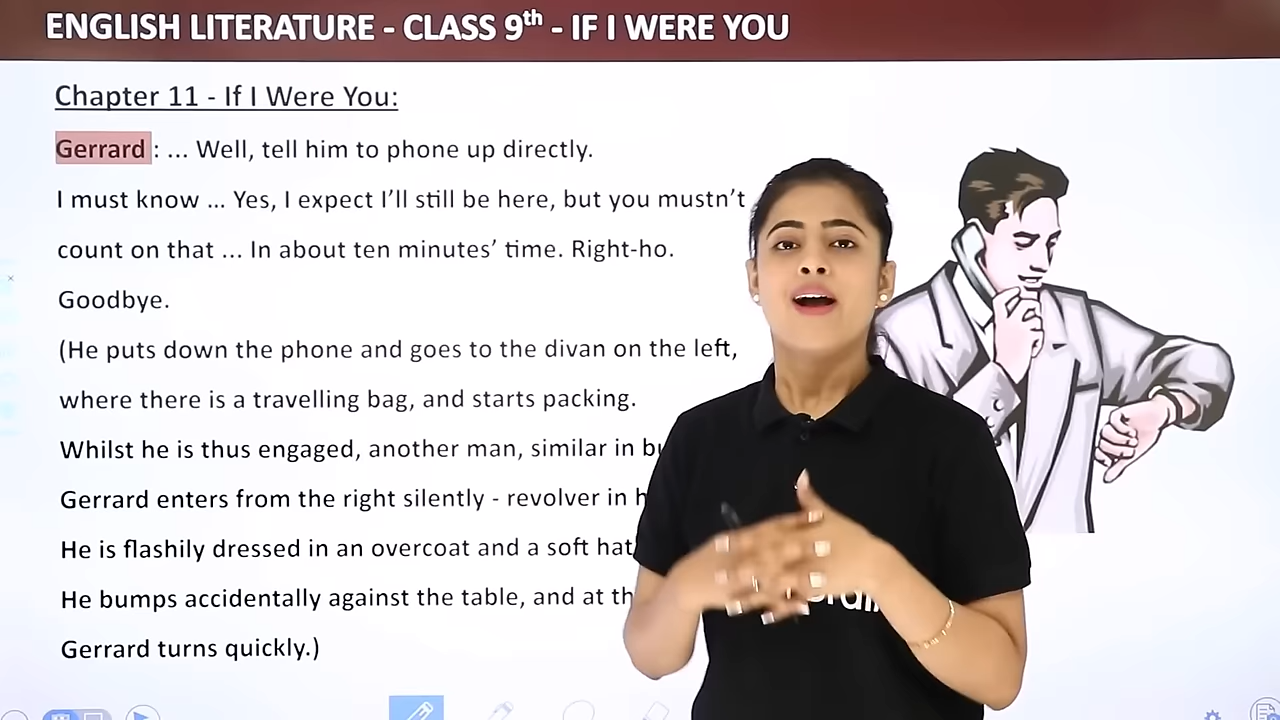 ENGLISH LITERATURE - CLASS 9th - IF I WERE YOU
Chapter 11 - If I Were You:
Gerrard : ... Well, tell him to phone up directly.
I must know ... Yes, I expect I'll still be here, but you mustn't
count on that ... In about ten minutes' time. Right-ho.
Goodbye.
(He puts down the phone and goes to the divan on the left,
where there is a travelling bag, and starts packing.
Whilst he is thus engaged, another man, similar in
Gerrard enters from the right silently - revolver in
He is flashily dressed in an overcoat and a soft hat
He bumps accidentally against the table, and at
Gerrard turns quickly.)